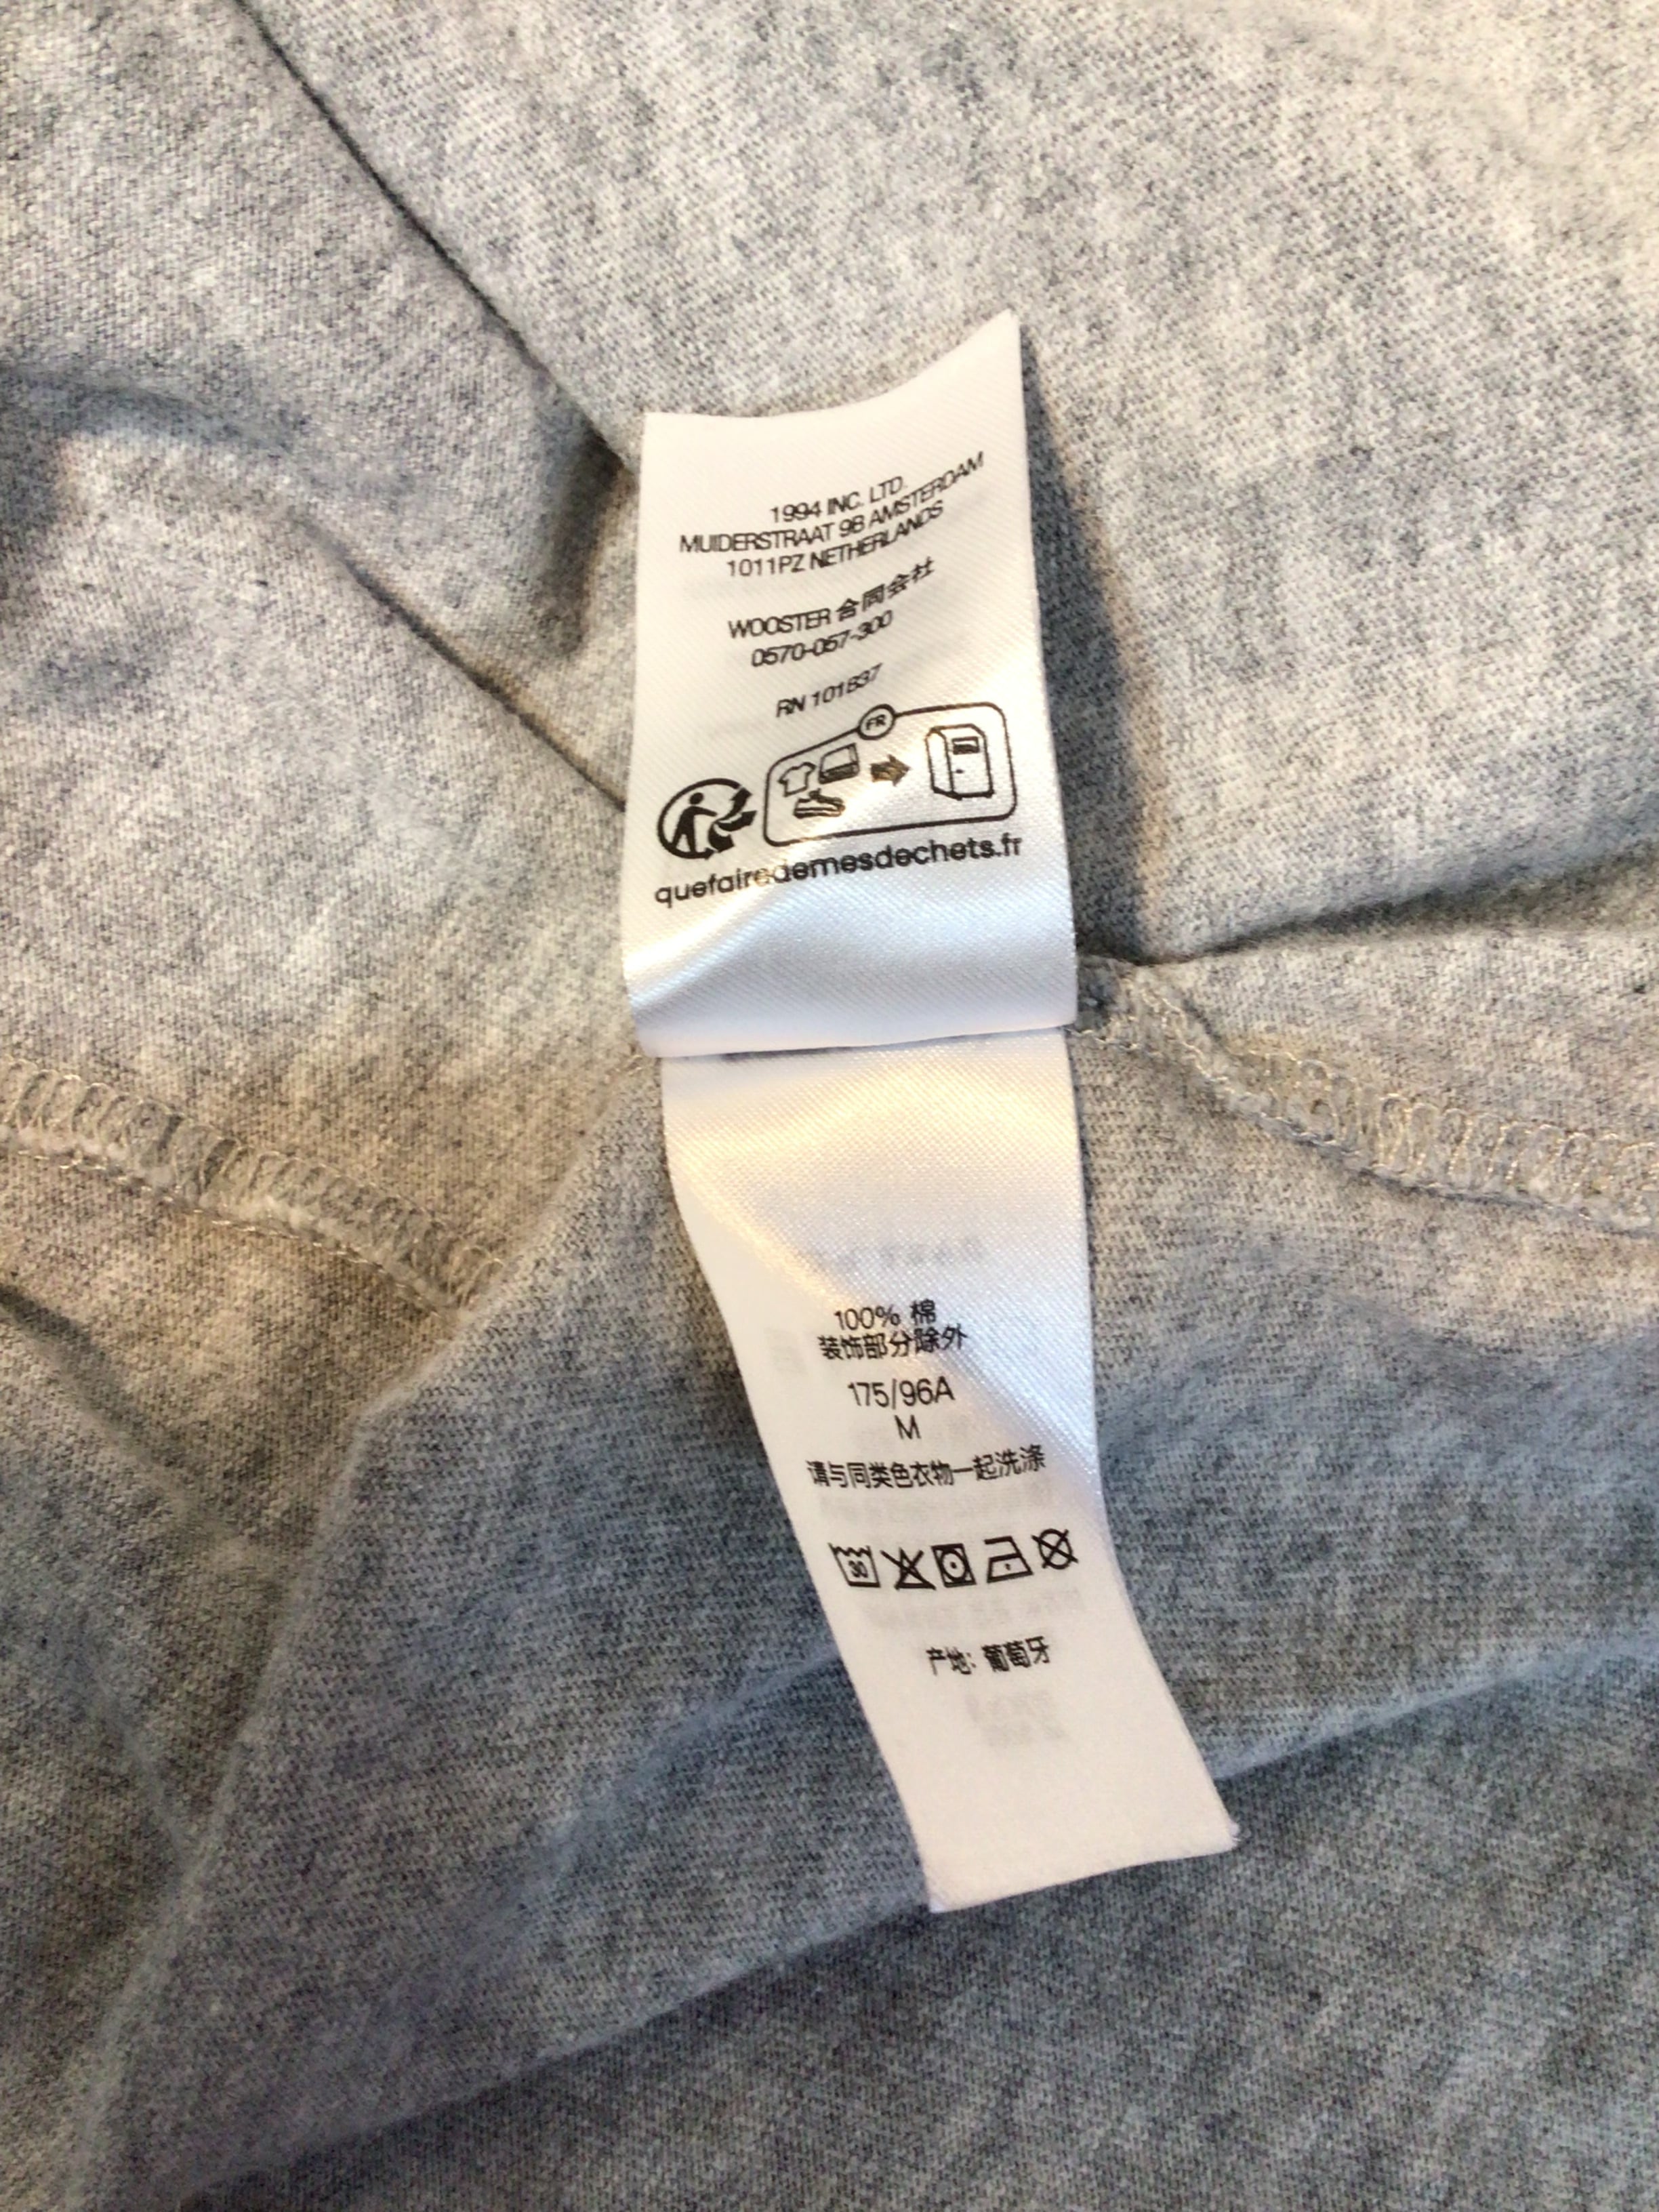 1994 INC. LTD.
MUIDERSTRAAT 9B AMSTERDAM
1011PZ NETHERLANDS
WOOSTER 合同会社
0570-057-300
RN 101837
FR
quefairedemesdechets.fr
100% 棉
装饰部分除外
175/96A
M
请与同类色衣物一起洗涤
30
产地: 葡萄牙